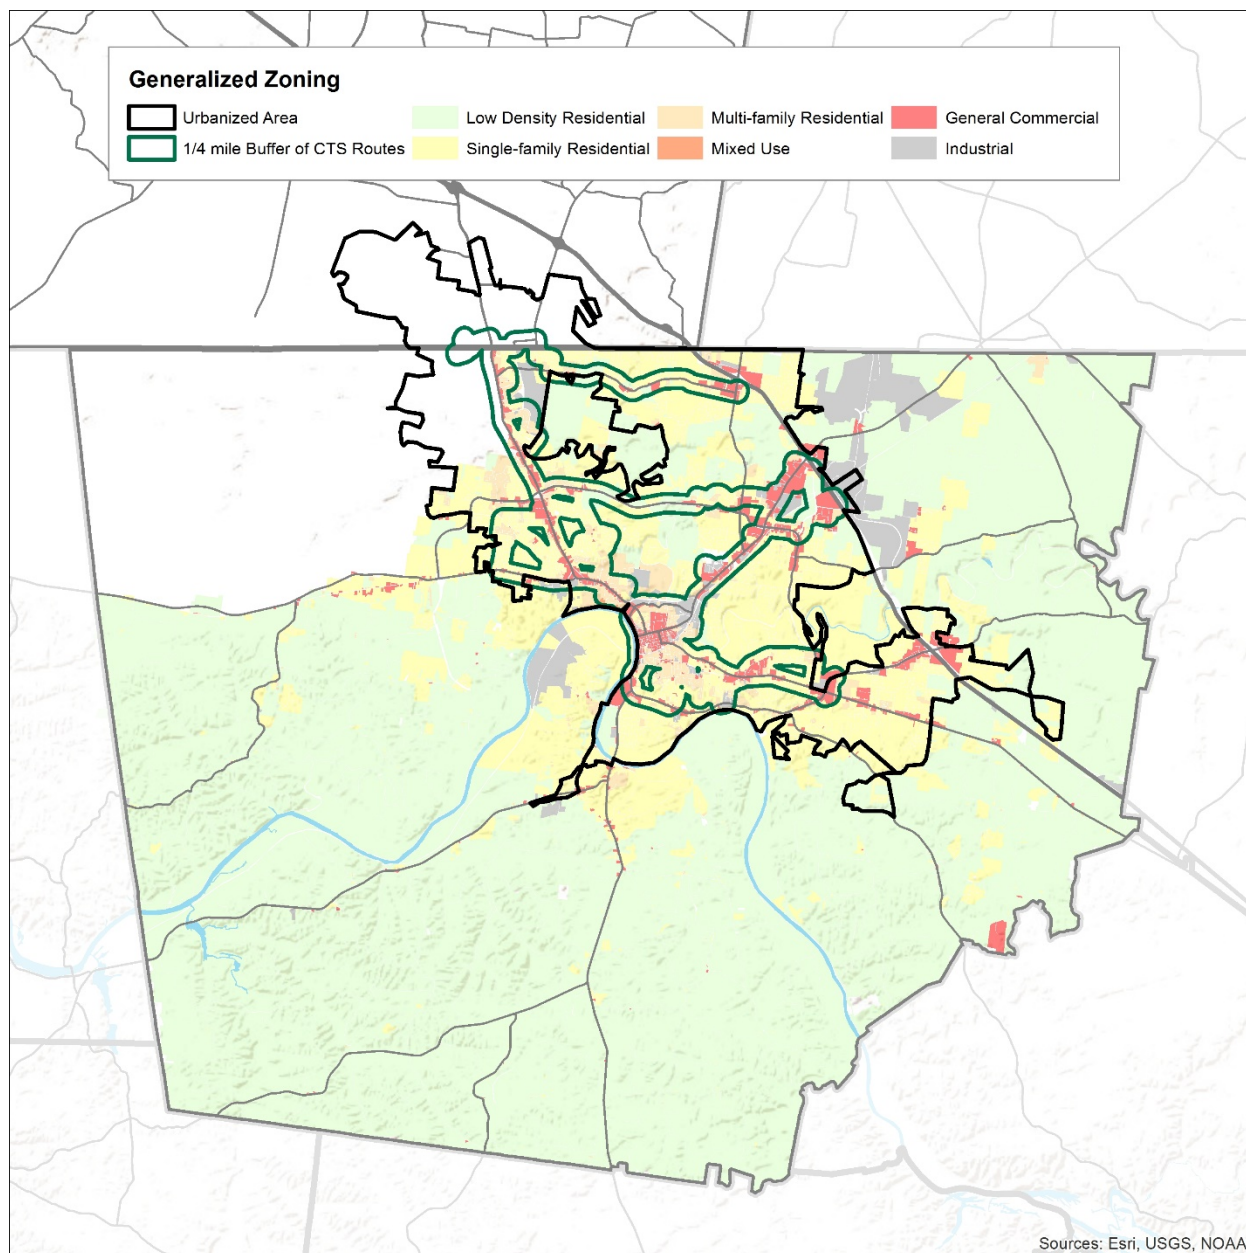 Generalized Zoning
Urbanized Area
Low Density Residential
Multi-family Residential
General Commercial
1/4 mile Buffer of CTS Routes
Single-family Residential
Mixed Use
Industrial
Sources: Esri, USGS, NOAA